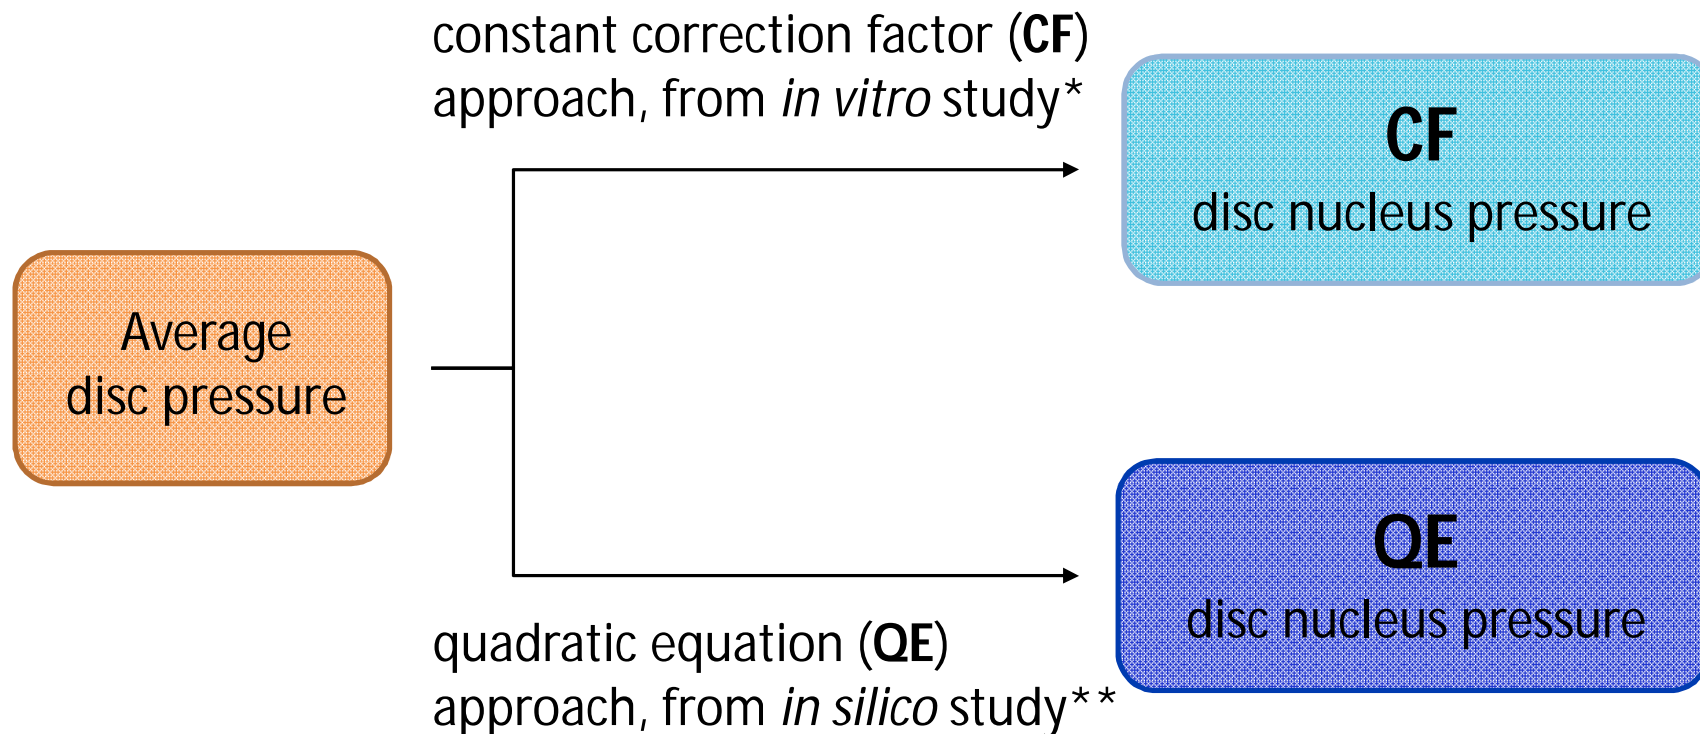 constant correction factor (CF)
approach, from in vitro study*
CF
disc nucleus pressure
Average
disc pressure
QE
disc nucleus pressure
quadratic equation (QE)
approach, from in silico study**